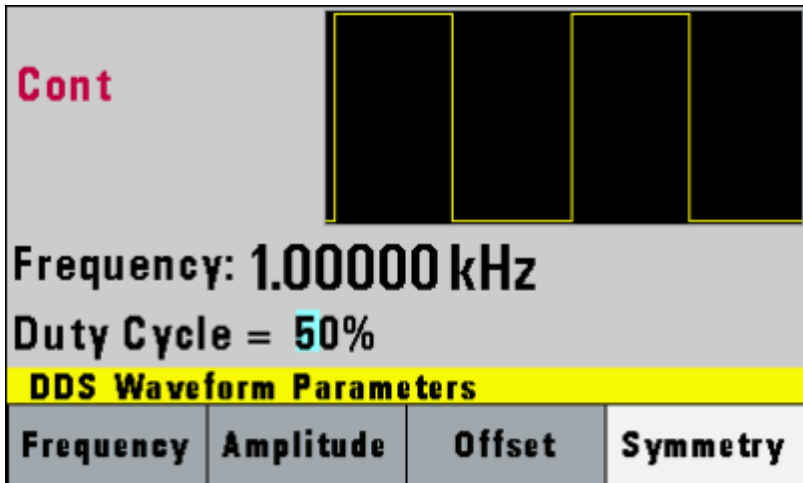 Cont
Frequency: 1.00000 kHz
Duty Cycle = 50%
DDS Waveform Parameters
Frequency Amplitude Offset Symmetry